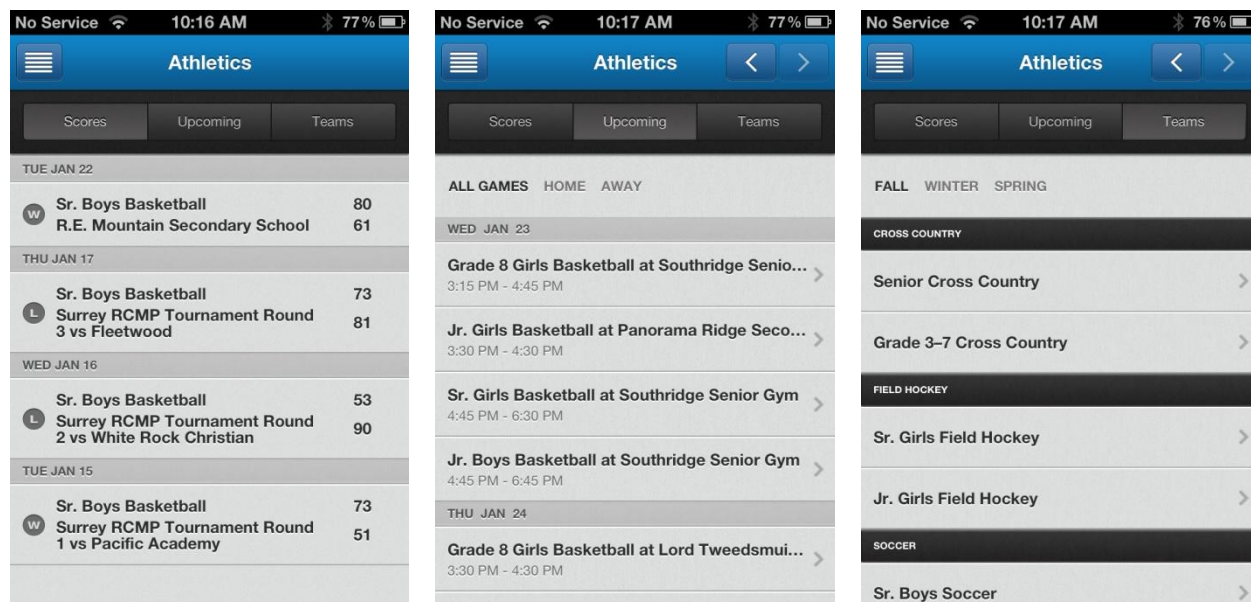 No Service 10:16 AM 77%
Athletics
Scores Upcoming Teams
TUE JAN 22
W
Sr. Boys Basketball 80
R.E. Mountain Secondary School 61
THU JAN 17
L
Sr. Boys Basketball 73
Surrey RCMP Tournament Round
3 vs Fleetwood 81
WED JAN 16
L
Sr. Boys Basketball 53
Surrey RCMP Tournament Round
2 vs White Rock Christian 90
TUE JAN 15
W
Sr. Boys Basketball 73
Surrey RCMP Tournament Round
1 vs Pacific Academy 51
No Service 10:17 AM 77%
Athletics
Scores Upcoming Teams
ALL GAMES HOME AWAY
WED JAN 23
Grade 8 Girls Basketball at Southridge Senio...
3:15 PM - 4:45 PM
Jr. Girls Basketball at Panorama Ridge Seco...
3:30 PM - 4:30 PM
Sr. Girls Basketball at Southridge Senior Gym
4:45 PM - 6:30 PM
Jr. Boys Basketball at Southridge Senior Gym
4:45 PM - 6:45 PM
THU JAN 24
Grade 8 Girls Basketball at Lord Tweedsmui...
3:30 PM - 4:30 PM
No Service 10:17 AM 76%
Athletics
Scores Upcoming Teams
FALL WINTER SPRING
CROSS COUNTRY
Senior Cross Country
Grade 3–7 Cross Country
FIELD HOCKEY
Sr. Girls Field Hockey
Jr. Girls Field Hockey
SOCCER
Sr. Boys Soccer